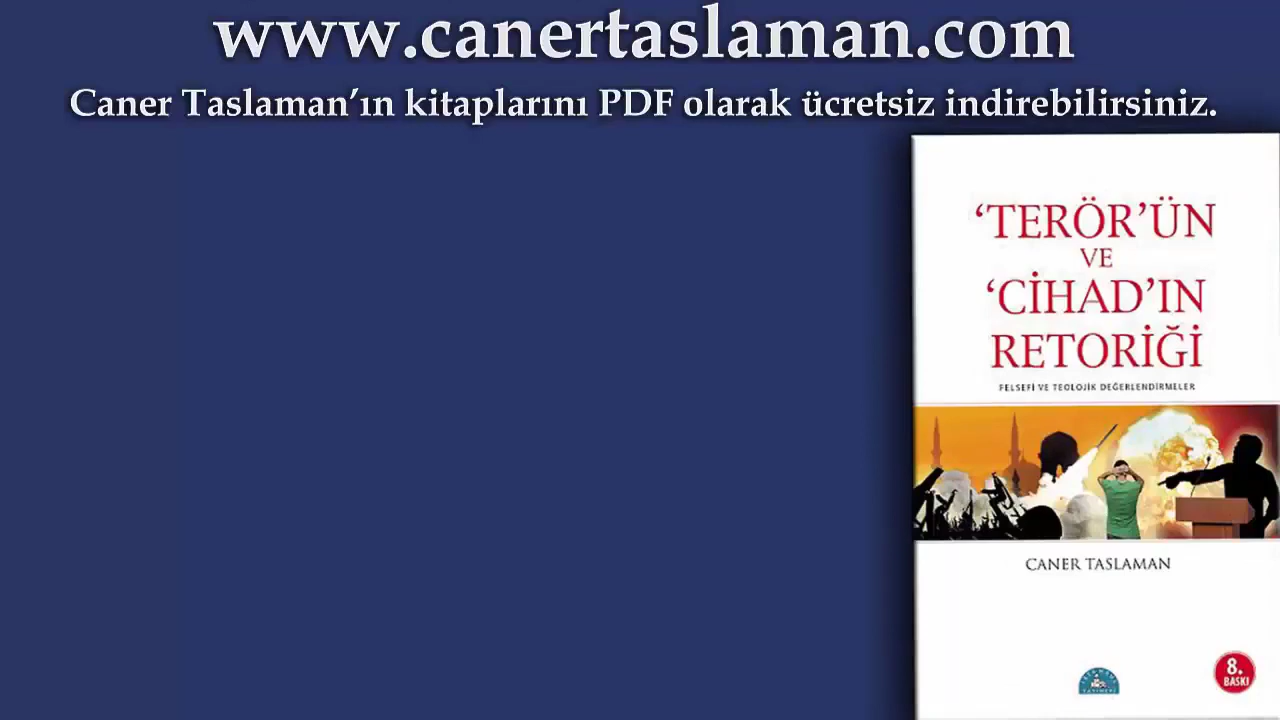 www.canertaslaman.com
Caner Taslaman’ın kitaplarını PDF olarak ücretsiz indirebilirsiniz.
‘TERÖR’ÜN
VE
‘CİHAD’IN
RETORİĞİ
FELSEFİ VE TEOLOJİK DEĞERLENDİRMELER
CANER TASLAMAN
8.
BASKI